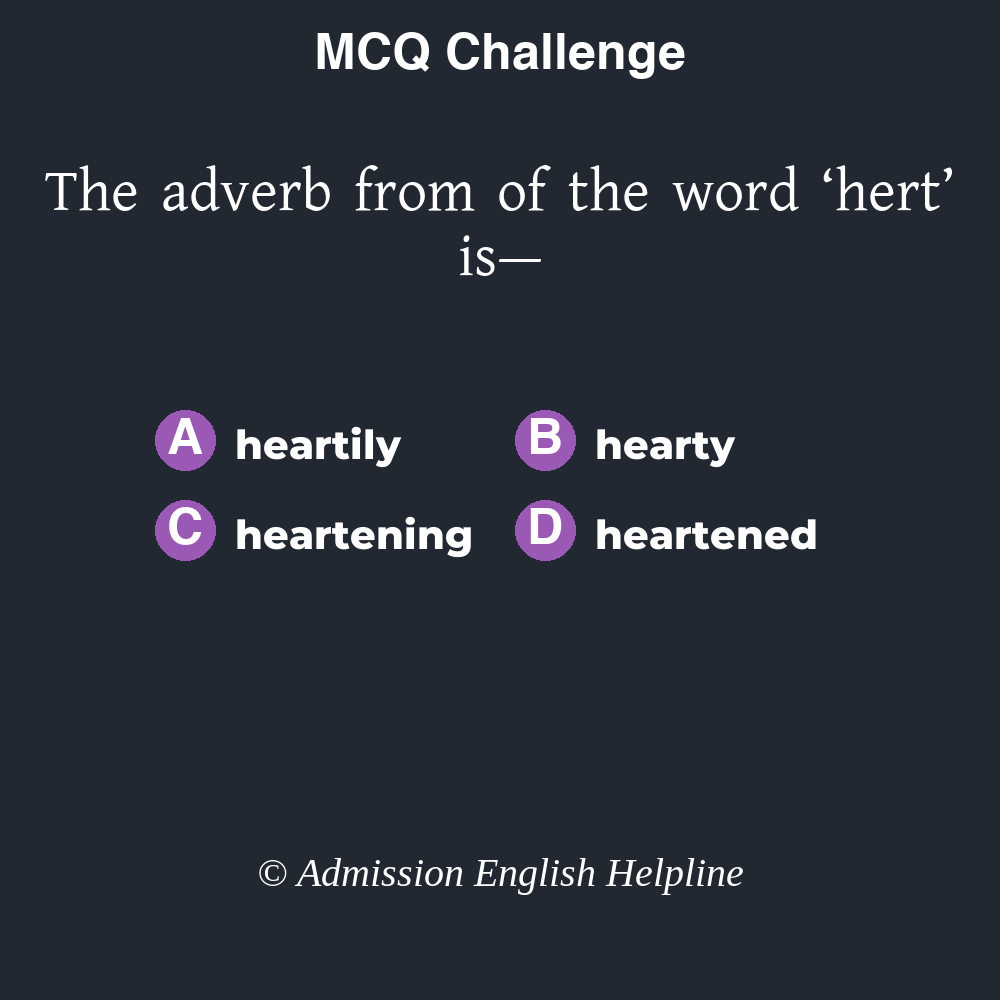 MCQ Challenge
The adverb from of the word ‘hert’
is—
A heartily B hearty
C heartening D heartened
© Admission English Helpline